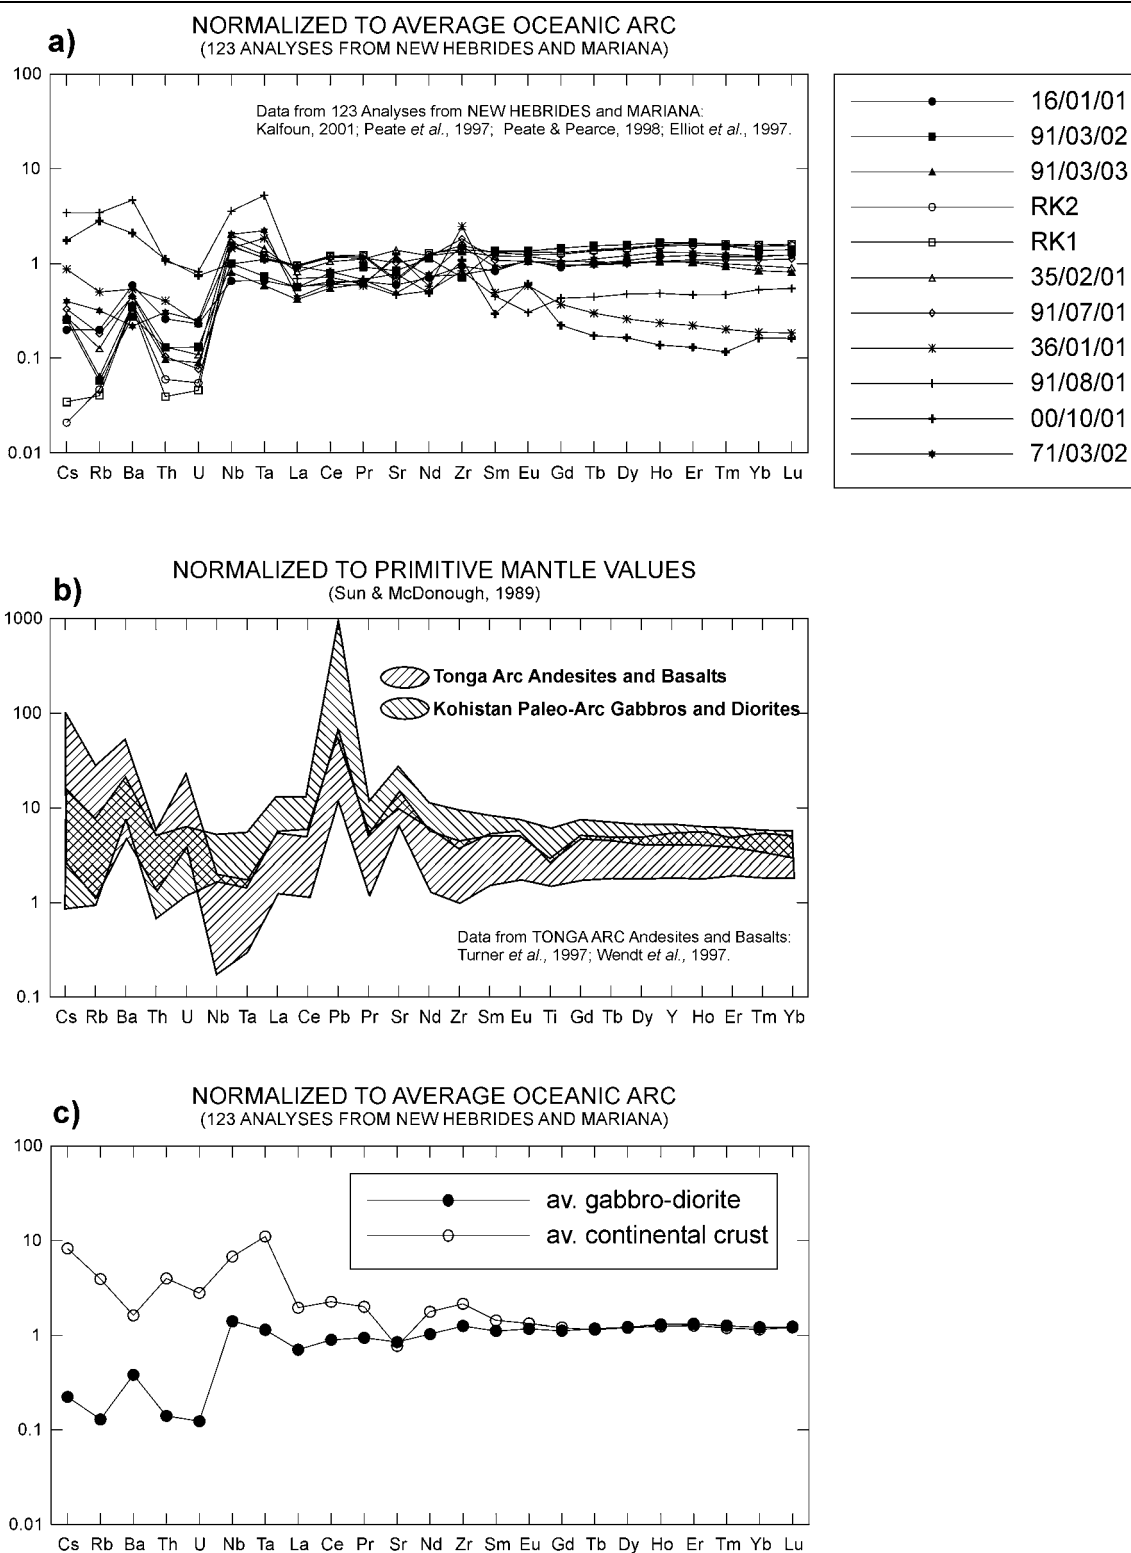 a)
NORMALIZED TO AVERAGE OCEANIC ARC
(123 ANALYSES FROM NEW HEBRIDES AND MARIANA)
100
10
1
0.1
0.01
Data from 123 Analyses from NEW HEBRIDES and MARIANA:
Kalfoun, 2001; Peate et al., 1997; Peate & Pearce, 1998; Elliot et al., 1997.
Cs Rb Ba Th U Nb Ta La Ce Pr Sr Nd Zr Sm Eu Gd Tb Dy Ho Er Tm Yb Lu
16/01/01
91/03/02
91/03/03
RK2
RK1
35/02/01
91/07/01
36/01/01
91/08/01
00/10/01
71/03/02
b)
NORMALIZED TO PRIMITIVE MANTLE VALUES
(Sun & McDonough, 1989)
1000
100
10
1
0.1
Tonga Arc Andesites and Basalts
Kohistan Paleo-Arc Gabbros and Diorites
Data from TONGA ARC Andesites and Basalts:
Turner et al., 1997; Wendt et al., 1997.
Cs Rb Ba Th U Nb Ta La Ce Pb Pr Sr Nd Zr Sm Eu Ti Gd Tb Dy Y Ho Er Tm Yb
c)
NORMALIZED TO AVERAGE OCEANIC ARC
(123 ANALYSES FROM NEW HEBRIDES AND MARIANA)
100
10
1
0.1
0.01
av. gabbro-diorite
av. continental crust
Cs Rb Ba Th U Nb Ta La Ce Pr Sr Nd Zr Sm Eu Gd Tb Dy Ho Er Tm Yb Lu